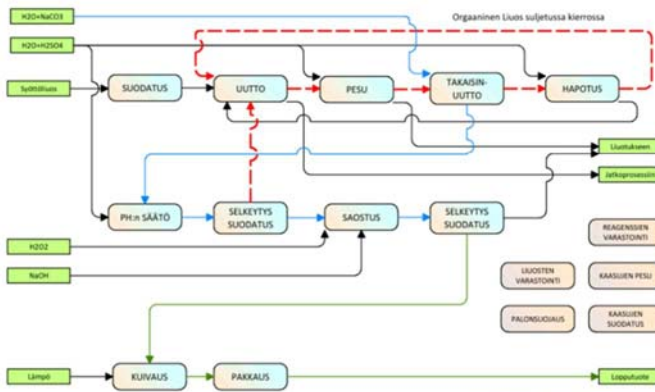 H2O+NaCO3
Orgaaninen Liuos suljetussa kierrossa
H2O+H2SO4
Syöttöliuos
SUODATUS
UUTTO
PESU
TAKAISIN-
UUTTO
HAPOTUS
Liuotukseen
Jatkoprosessiin
PH:n SÄÄTÖ
SELKEYTYS
SUODATUS
SAOSTUS
SELKEYTYS
SUODATUS
REAGENSSIEN
VARASTOINTI
H2O2
NaOH
LIUOSTEN
VARASTOINTI
KAASUJEN PESU
PALONSUOJAUS
KAASUJEN
SUODATUS
Lämpö
KUIVAUS
PAKKAUS
Lopputuote